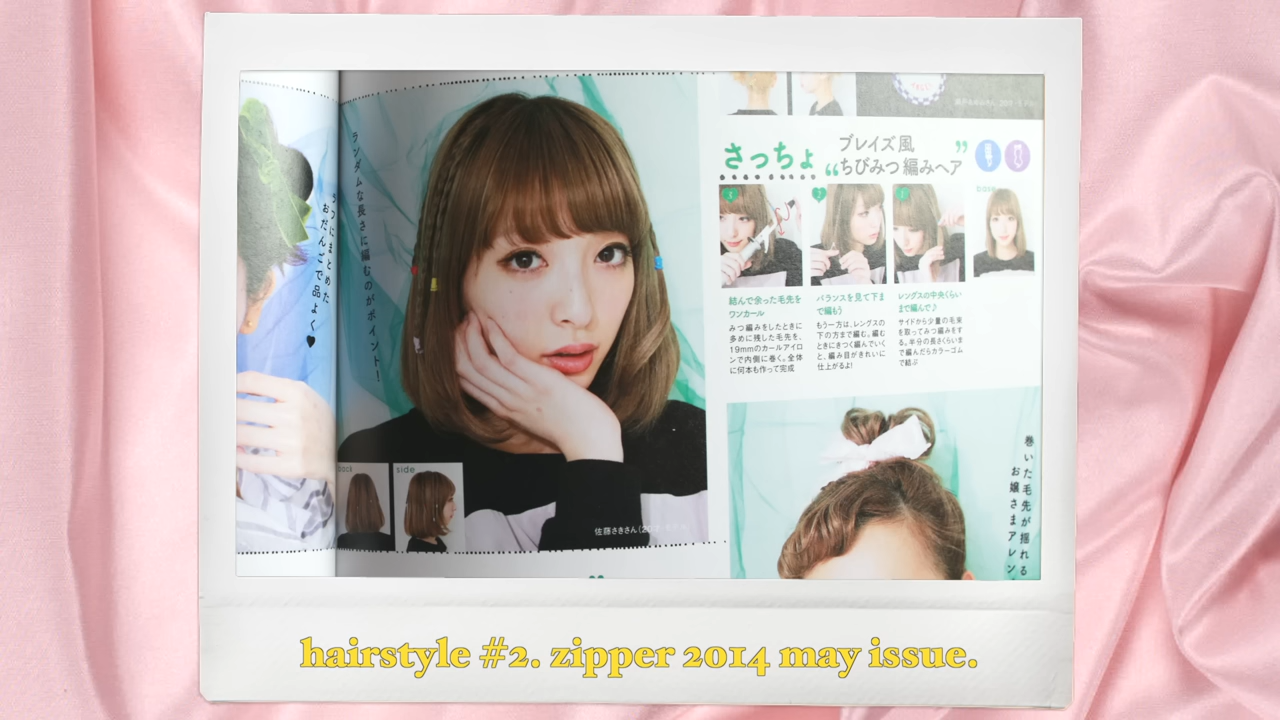 ラフにまとめた
おだんごで品よく♥
ランダムな長さに編むのがポイント!
back
side
佐藤さきさん(20
さっちょ
ブレイズ風
“ちびみつ編みヘア”
3
2
1
base
結んで余った毛先を
ワンカール
みつ編みをしたときに
多めに残した毛先を、
19mmのカールアイロ
ンで内側に巻く。全体
に何本も作って完成
バランスを見て下ま
で編もう
もう一方は、レングスの
下の方まで編む。編む
ときにきつく編んでいく
と、編み目がきれいに
仕上がるよ!
レングスの中央くらい
まで編んで♪
サイドから少量の毛束
を取ってみつ編みをす
る。半分の長さくらいま
で編んだらカラーゴム
で結ぶ
巻いた毛先が揺れる
お嬢さまアレン
hairstyle #2. zipper 2014 may issue.